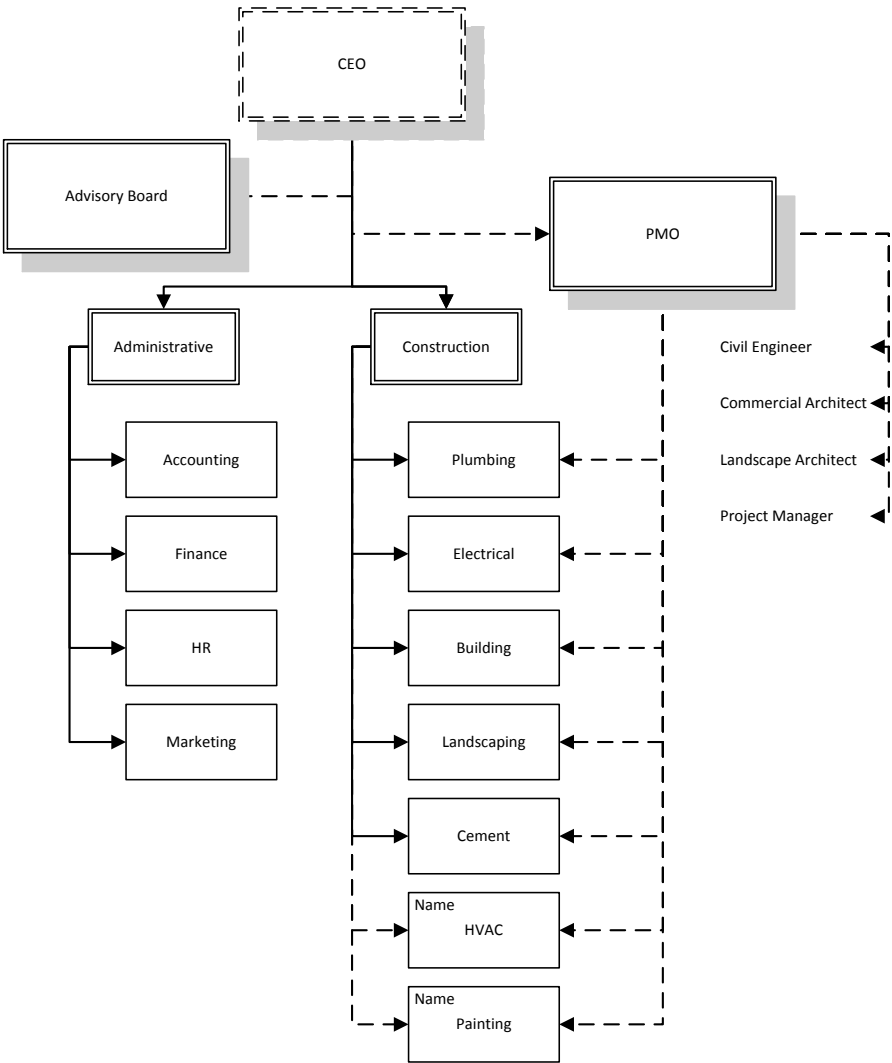 CEO
Advisory Board
PMO
Administrative
Construction
Civil Engineer
Commercial Architect
Landscape Architect
Project Manager
Accounting
Finance
HR
Marketing
Plumbing
Electrical
Building
Landscaping
Cement
Name
HVAC
Name
Painting